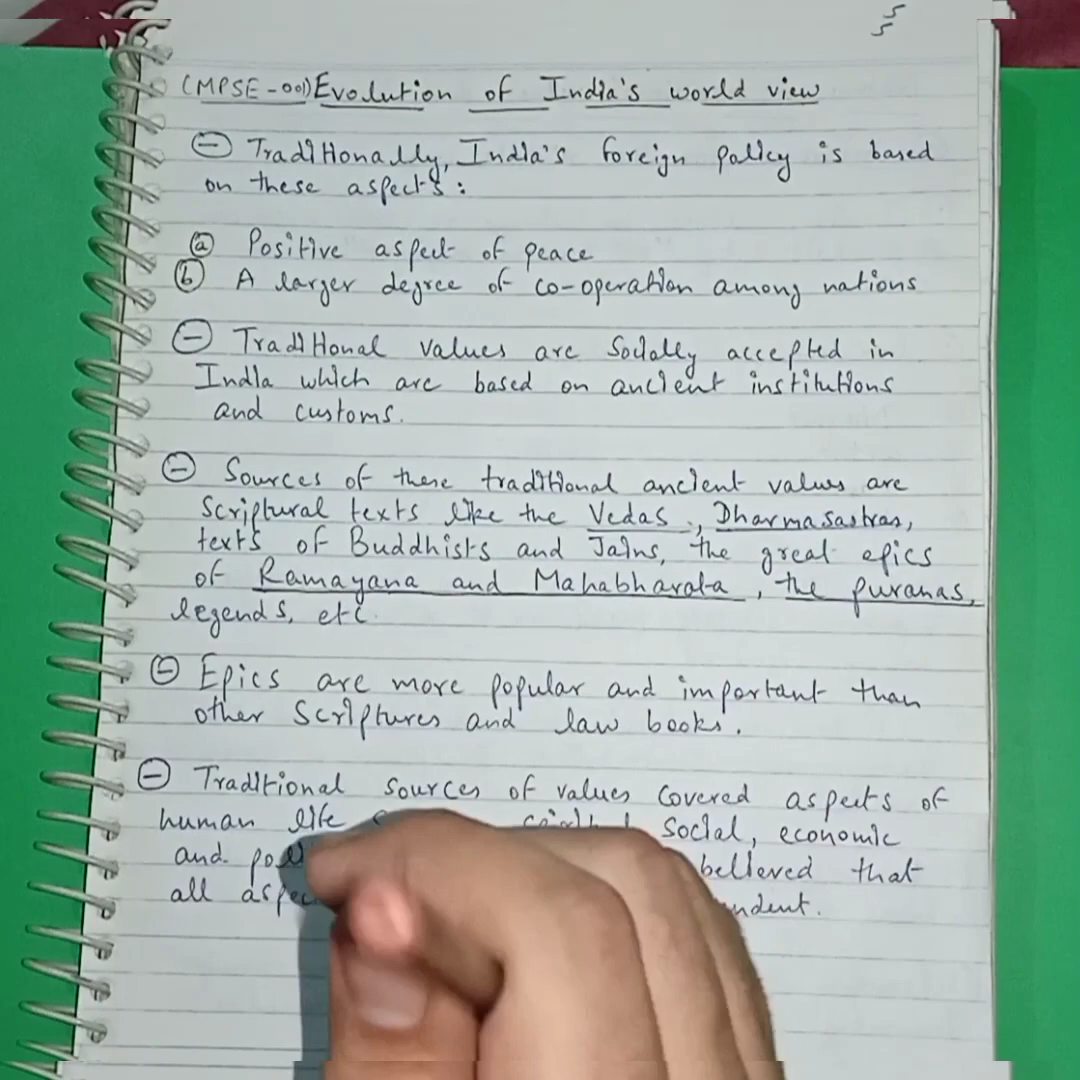 (MPSE-001) Evolution of India's world view
- Traditionally, India's foreign policy is based
on these aspects:
a Positive aspect of peace
b A larger degree of co-operation among nations
- Traditional values are socially accepted in
India which are based on ancient institutions
and customs.
- Sources of these traditional ancient values are
scriptural texts like the Vedas, Dharmasastras,
texts of Buddhists and Jains, the great epics
of Ramayana and Mahabharata, the puranas,
legends, etc.
- Epics are more popular and important than
other scriptures and law books.
- Traditional sources of values covered aspects of
human life social, economic
and believed that
all